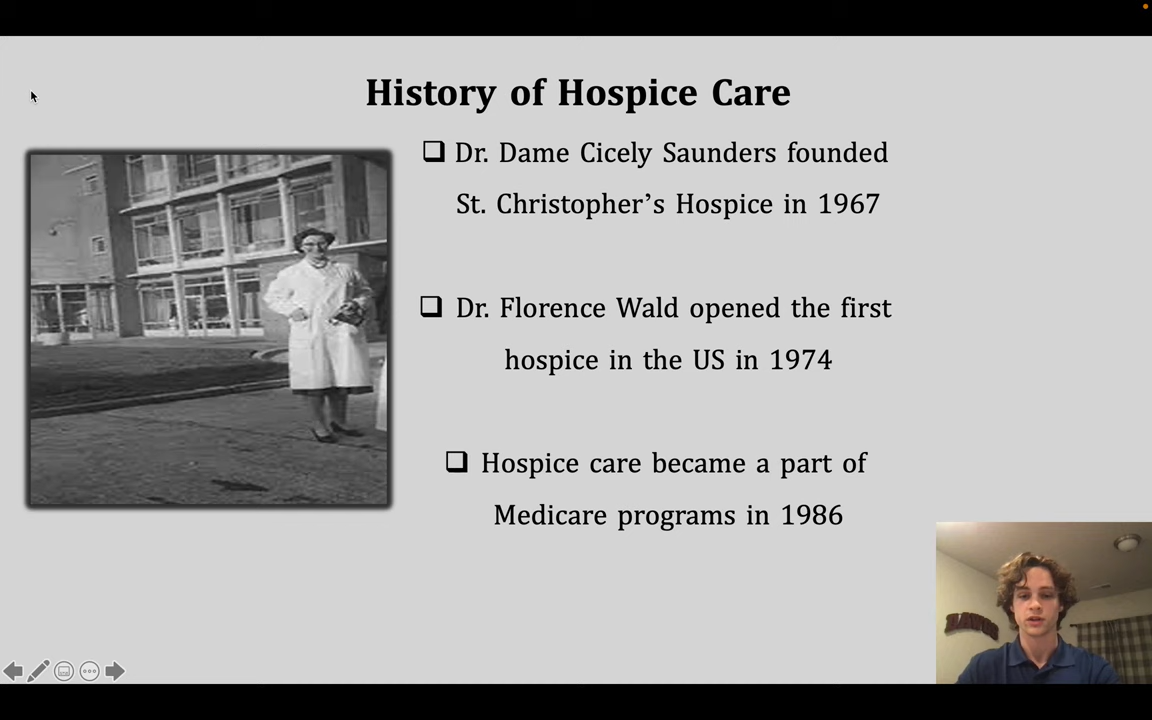 History of Hospice Care
❑ Dr. Dame Cicely Saunders founded
St. Christopher’s Hospice in 1967
❑ Dr. Florence Wald opened the first
hospice in the US in 1974
❑ Hospice care became a part of
Medicare programs in 1986